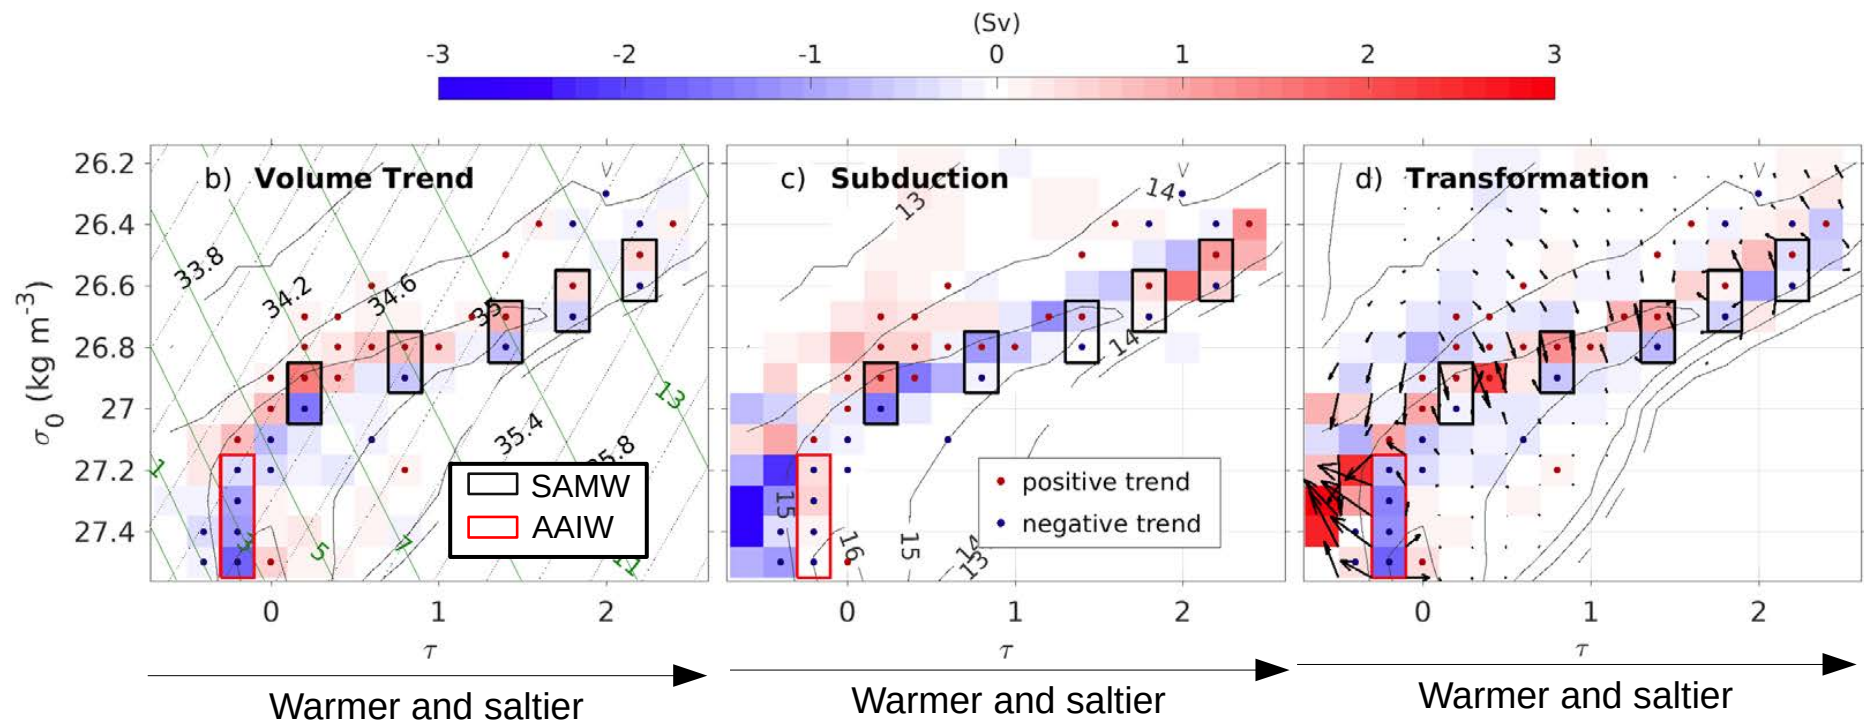 (Sv)
-3 -2 -1 0 1 2 3
b) Volume Trend
c) Subduction
d) Transformation
σ0 (kg m-3)
26.2
26.4
26.6
26.8
27
27.2
27.4
33.8
34.2
34.6
35
35.4
1
3
5
7
13
SAMW
AAIW
13
14
14
15
16
15
14
13
positive trend
negative trend
0 1 2
0 1 2
0 1 2
τ
τ
τ
Warmer and saltier
Warmer and saltier
Warmer and saltier